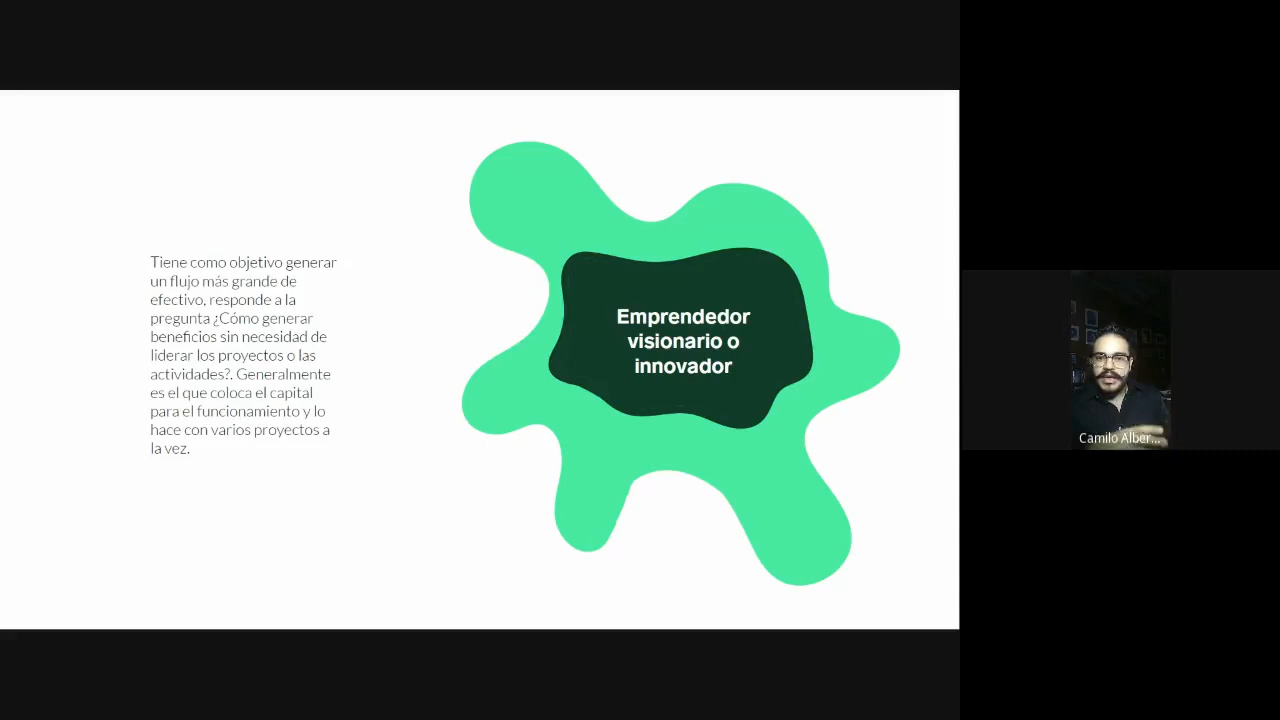 Tiene como objetivo generar
un flujo más grande de
efectivo, responde a la
pregunta ¿Cómo generar
beneficios sin necesidad de
liderar los proyectos o las
actividades?. Generalmente
es el que coloca el capital
para el funcionamiento y lo
hace con varios proyectos a
la vez.
Emprendedor
visionario o
innovador
Camilo Alber...